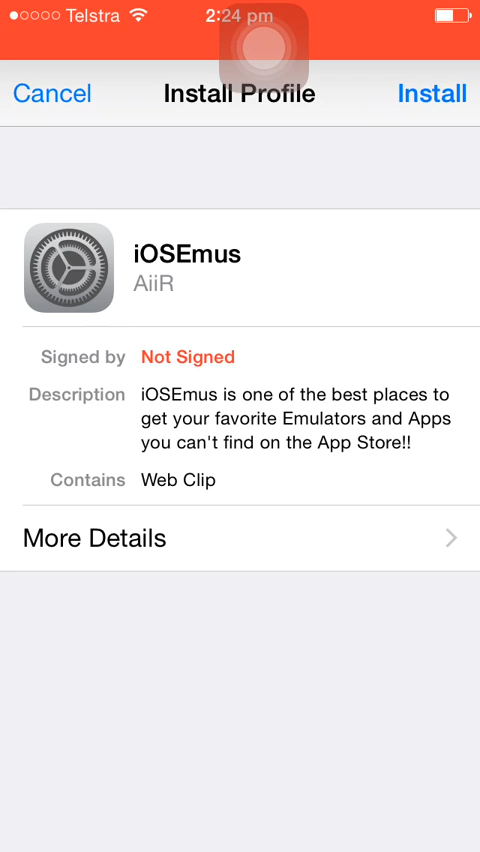 Telstra 2:24 pm
Cancel Install Profile Install
iOSEmus
AiiR
Signed by Not Signed
Description iOSEmus is one of the best places to
get your favorite Emulators and Apps
you can't find on the App Store!!
Contains Web Clip
More Details